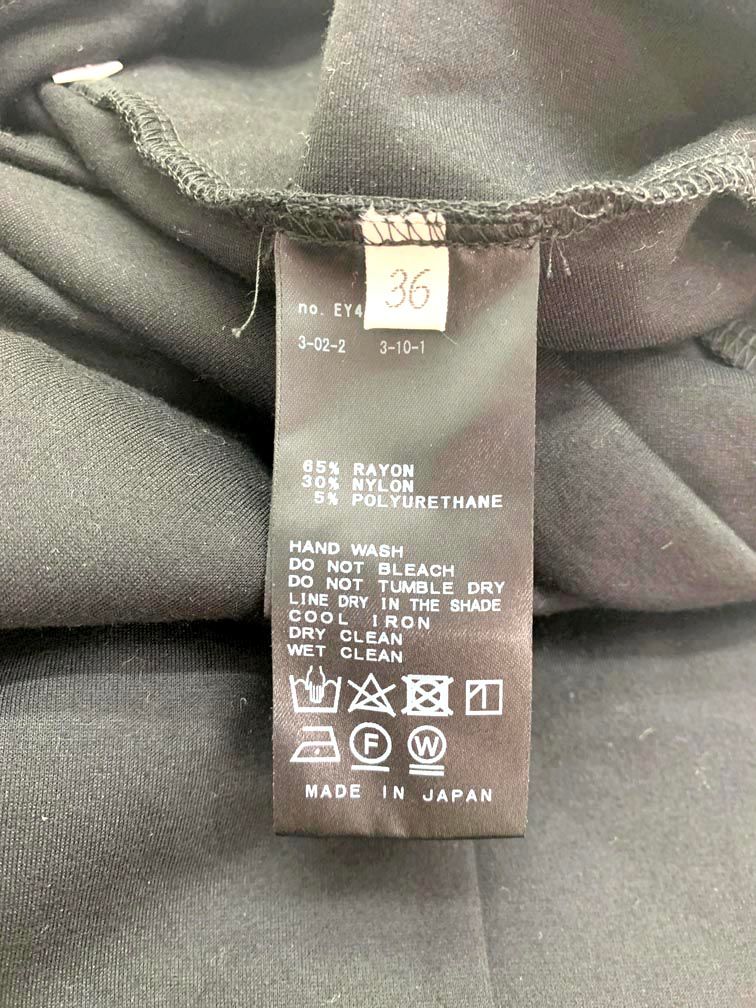 36
no. EY4
3-02-2 3-10-1
65% RAYON
30% NYLON
5% POLYURETHANE
HAND WASH
DO NOT BLEACH
DO NOT TUMBLE DRY
LINE DRY IN THE SHADE
COOL IRON
DRY CLEAN
WET CLEAN
F W
MADE IN JAPAN